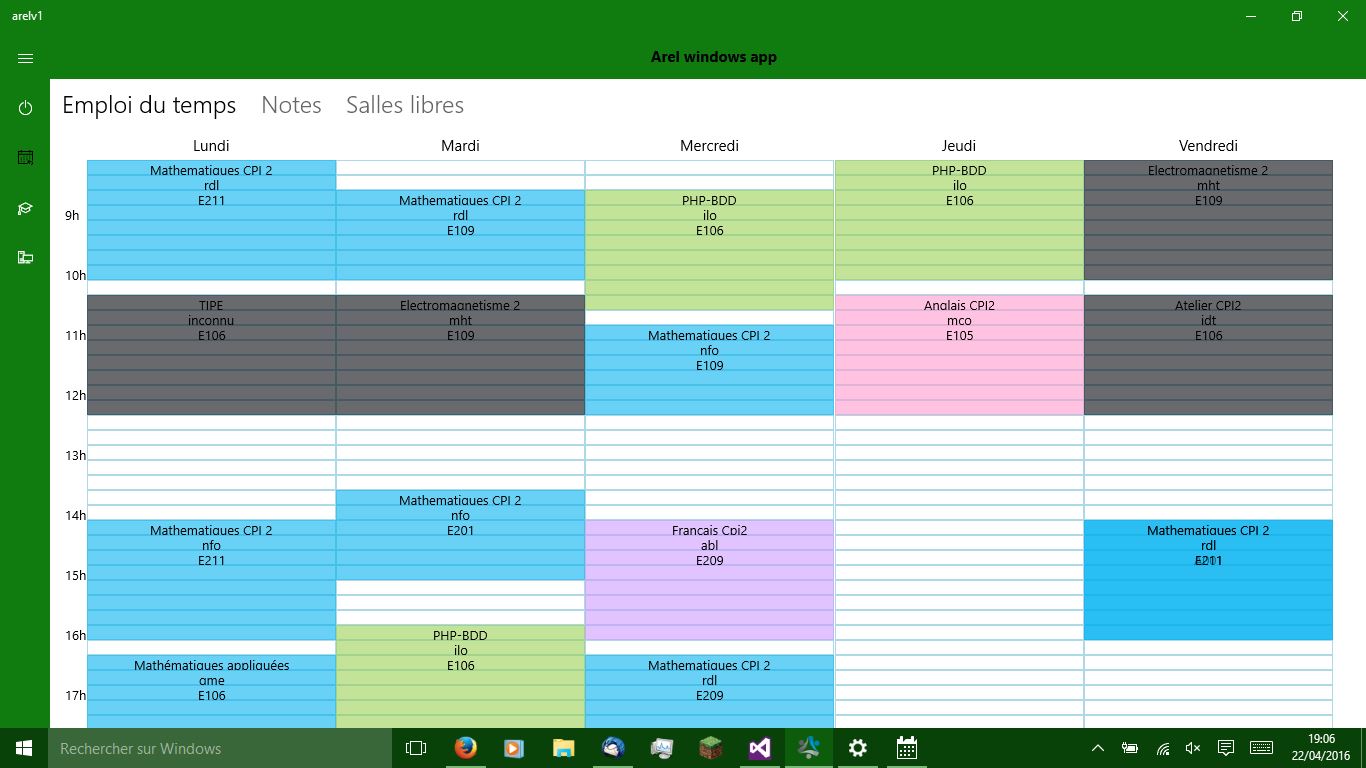 arelv1
Arel windows app
Emploi du temps Notes Salles libres
Lundi Mardi Mercredi Jeudi Vendredi
9h
10h
11h
12h
13h
14h
15h
16h
17h
Mathematiques CPI 2
rdl
E211
TIPE
inconnu
E106
Mathematiques CPI 2
nfo
E211
Mathématiques appliquées
gme
E106
Mathematiques CPI 2
rdl
E109
Electromagnetisme 2
mht
E109
Mathematiques CPI 2
nfo
E201
PHP-BDD
ilo
E106
PHP-BDD
ilo
E106
Mathematiques CPI 2
nfo
E109
Francais Cpi2
abl
E209
Mathematiques CPI 2
rdl
E209
PHP-BDD
ilo
E106
Anglais CPI2
mco
E105
Electromagnetisme 2
mht
E109
Atelier CPI2
idt
E106
Mathematiques CPI 2
rdl
Rechercher sur Windows
19:06
22/04/2016